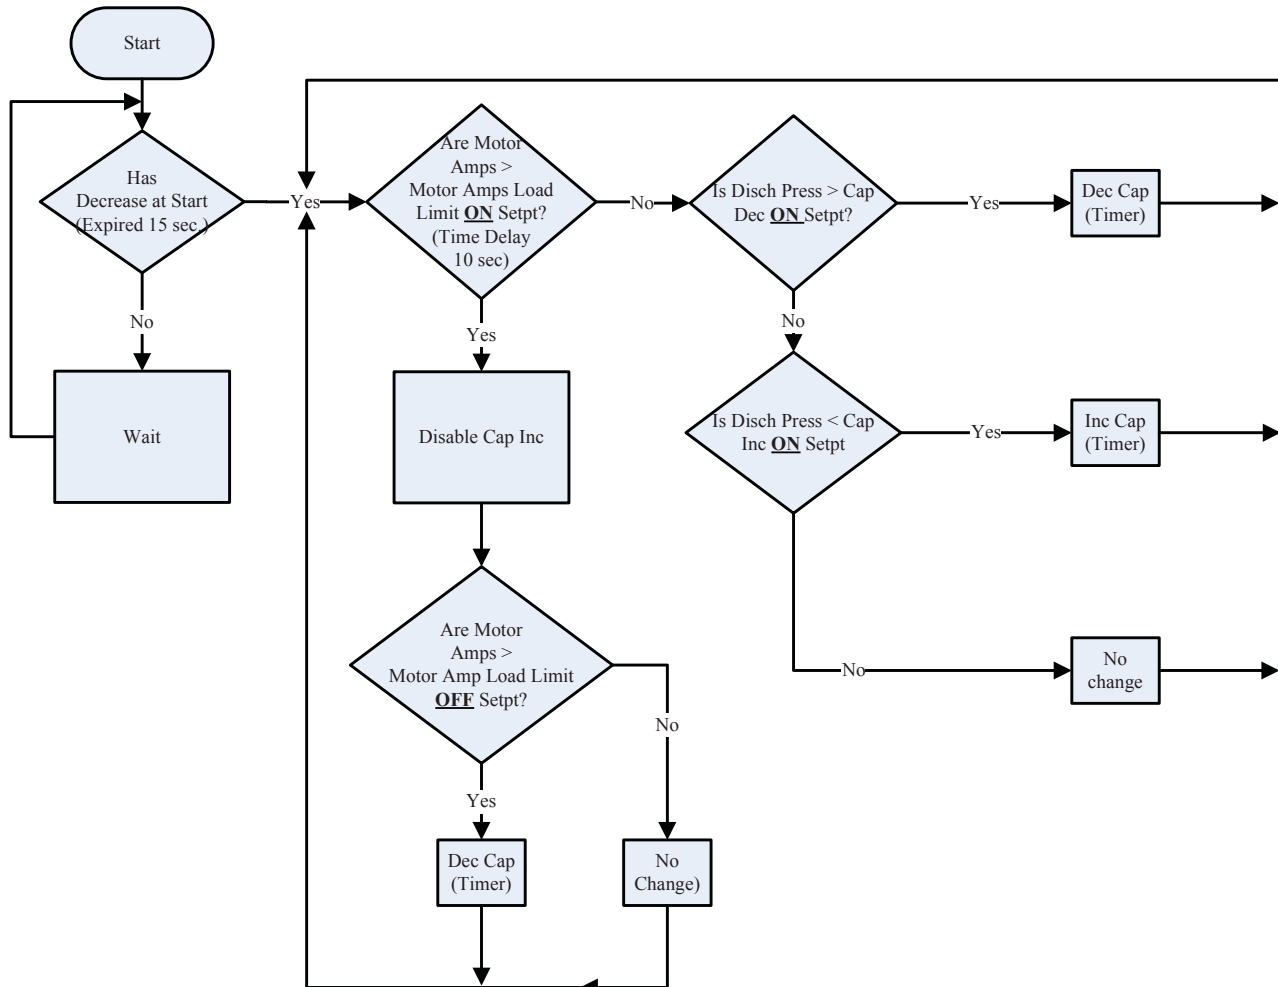 Start
Has
Decrease at Start
(Expired 15 sec.)
Yes
No
Wait
Are Motor
Amps >
Motor Amps Load
Limit ON Setpt?
(Time Delay
10 sec)
No
Yes
Disable Cap Inc
Are Motor
Amps >
Motor Amp Load Limit
OFF Setpt?
No
Yes
Dec Cap
(Timer)
No
Change)
Is Disch Press > Cap
Dec ON Setpt?
Yes
Dec Cap
(Timer)
No
Is Disch Press < Cap
Inc ON Setpt
Yes
Inc Cap
(Timer)
No
No
change